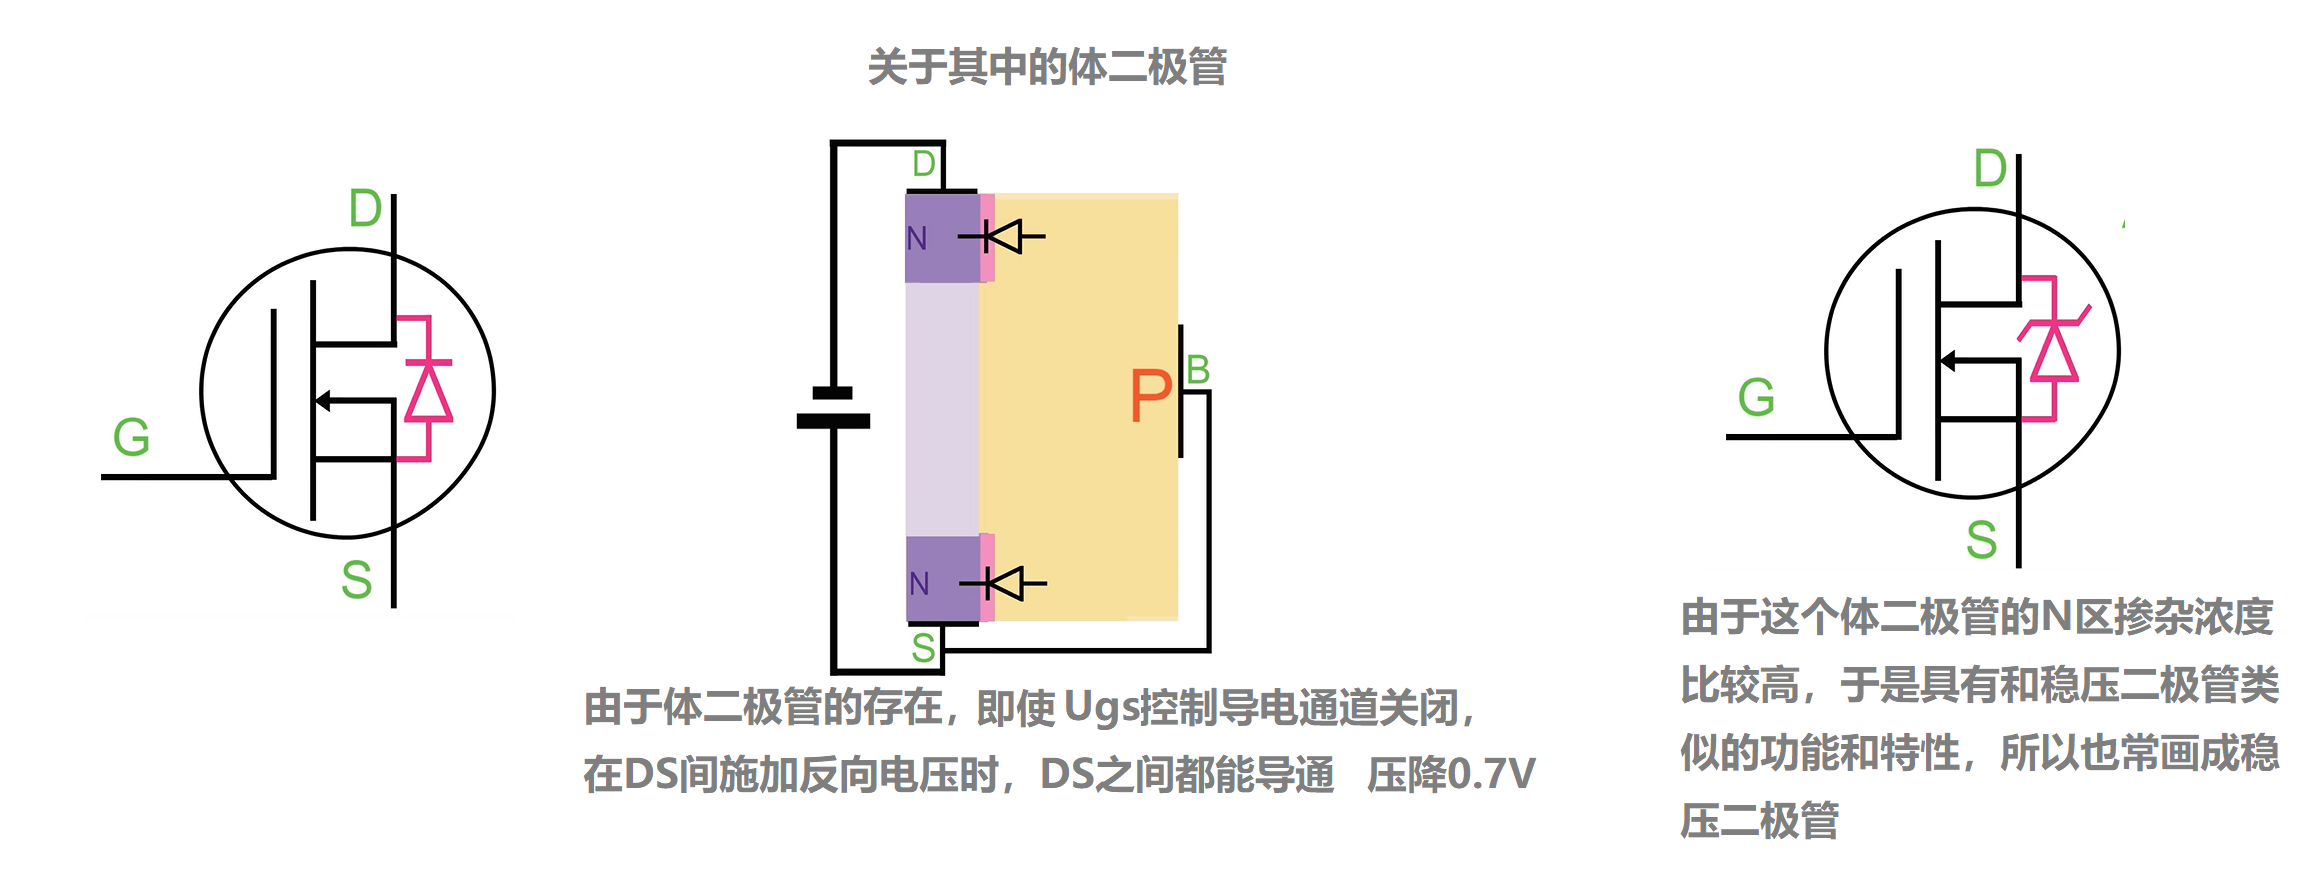 关于其中的体二极管
D
G
S
D
N
P
B
N
S
由于体二极管的存在，即使 Ugs控制导电通道关闭，
在DS间施加反向电压时，DS之间都能导通 压降0.7V
D
G
S
由于这个体二极管的N区掺杂浓度
比较高，于是具有和稳压二极管类
似的功能和特性，所以也常画成稳
压二极管